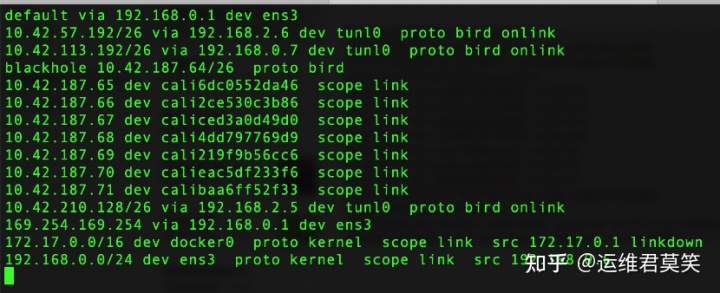 default via 192.168.0.1 dev ens3
10.42.57.192/26 via 192.168.2.6 dev tunl0  proto bird onlink
10.42.113.192/26 via 192.168.0.7 dev tunl0  proto bird onlink
blackhole 10.42.187.64/26  proto bird
10.42.187.65 dev cali6dc0552da46  scope link
10.42.187.66 dev cali2ce530c3b86  scope link
10.42.187.67 dev caliced3a0d49d0  scope link
10.42.187.68 dev cali4dd797769d9  scope link
10.42.187.69 dev cali219f9b56cc6  scope link
10.42.187.70 dev calieac5df233f6  scope link
10.42.187.71 dev calibaa6ff52f33  scope link
10.42.210.128/26 via 192.168.2.5 dev tunl0  proto bird onlink
169.254.169.254 via 192.168.0.1 dev ens3
172.17.0.0/16 dev docker0  proto kernel  scope link  src 172.17.0.1 linkdown
192.168.0.0/24 dev ens3  proto kernel  scope link  src
知乎 @运维君莫笑